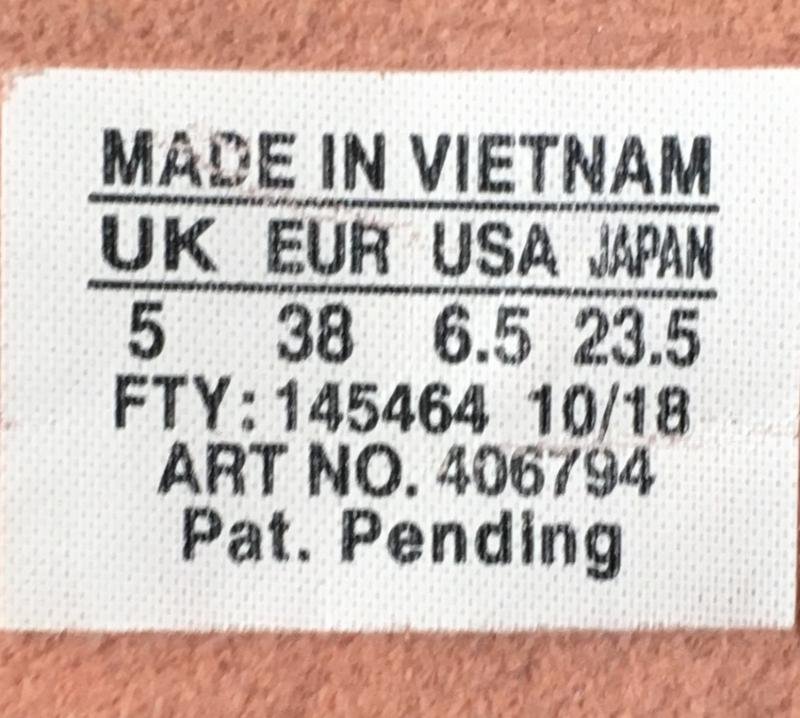 MADE IN VIETNAM
UK EUR USA JAPAN
5 38 6.5 23.5
FTY: 145464 10/18
ART NO. 406794
Pat. Pending